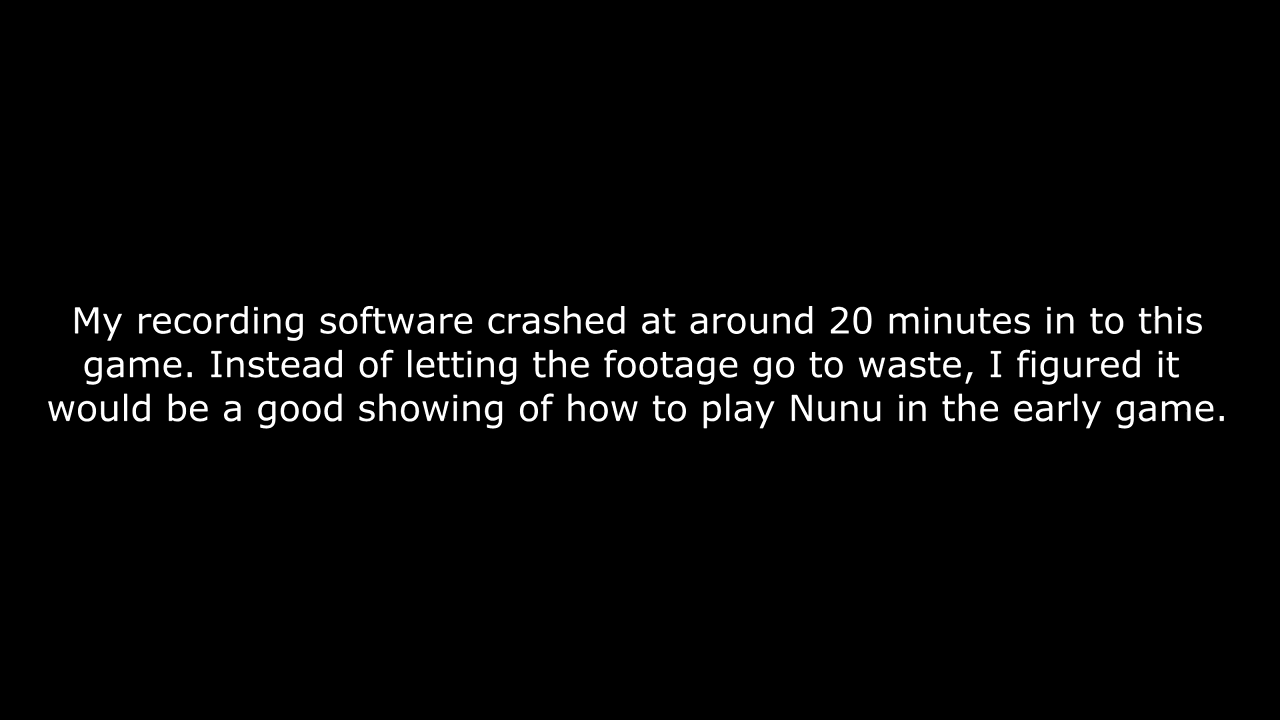 My recording software crashed at around 20 minutes in to this
game. Instead of letting the footage go to waste, I figured it
would be a good showing of how to play Nunu in the early game.